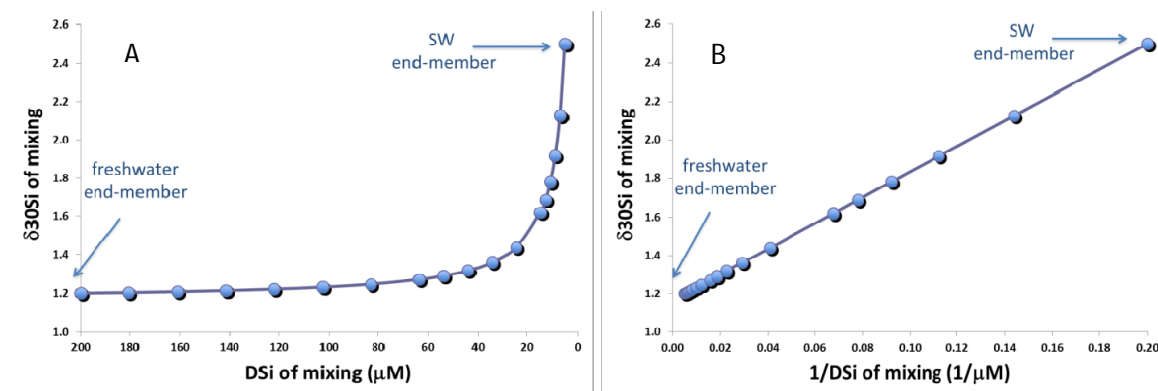 A
2.6
2.4
2.2
2.0
1.8
1.6
1.4
1.2
1.0
δ30Si of mixing
SW
end-member
freshwater
end-member
200 180 160 140 120 100 80 60 40 20 0
DSi of mixing (μM)
B
2.6
2.4
2.2
2.0
1.8
1.6
1.4
1.2
1.0
δ30Si of mixing
SW
end-member
freshwater
end-member
0.00 0.02 0.04 0.06 0.08 0.10 0.12 0.14 0.16 0.18 0.20
1/DSi of mixing (1/μM)